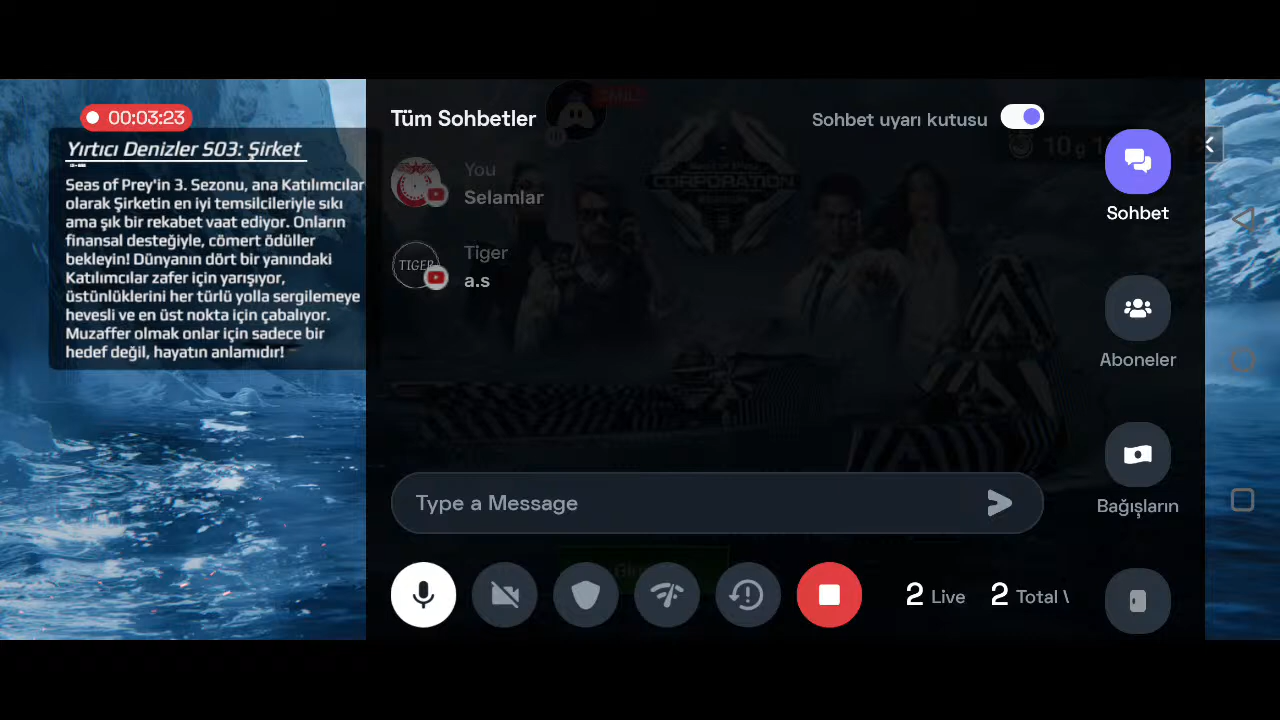 00:03:23
Yırtıcı Denizler S03: Şirket
Seas of Prey'in 3. Sezonu, ana Katılımcılar
olarak Şirketin en iyi temsilcileriyle sıkı
ama şık bir rekabet vaat ediyor. Onların
finansal desteğiyle, cömert ödüller
bekleyin! Dünyanın dört bir yanındaki
Katılımcılar zafer için yarışıyor,
üstünlüklerini her türlü yolla sergilemeye
hevesli ve en üst nokta için çabalıyor.
Muzaffer olmak onlar için sadece bir
hedef değil, hayatın anlamıdır!
Tüm Sohbetler
Sohbet uyarı kutusu
You
Selamlar
TIGER
Tiger
a.s
CORPORATION
Type a Message
2 Live 2 Total \
Sohbet
Aboneler
Bağışların